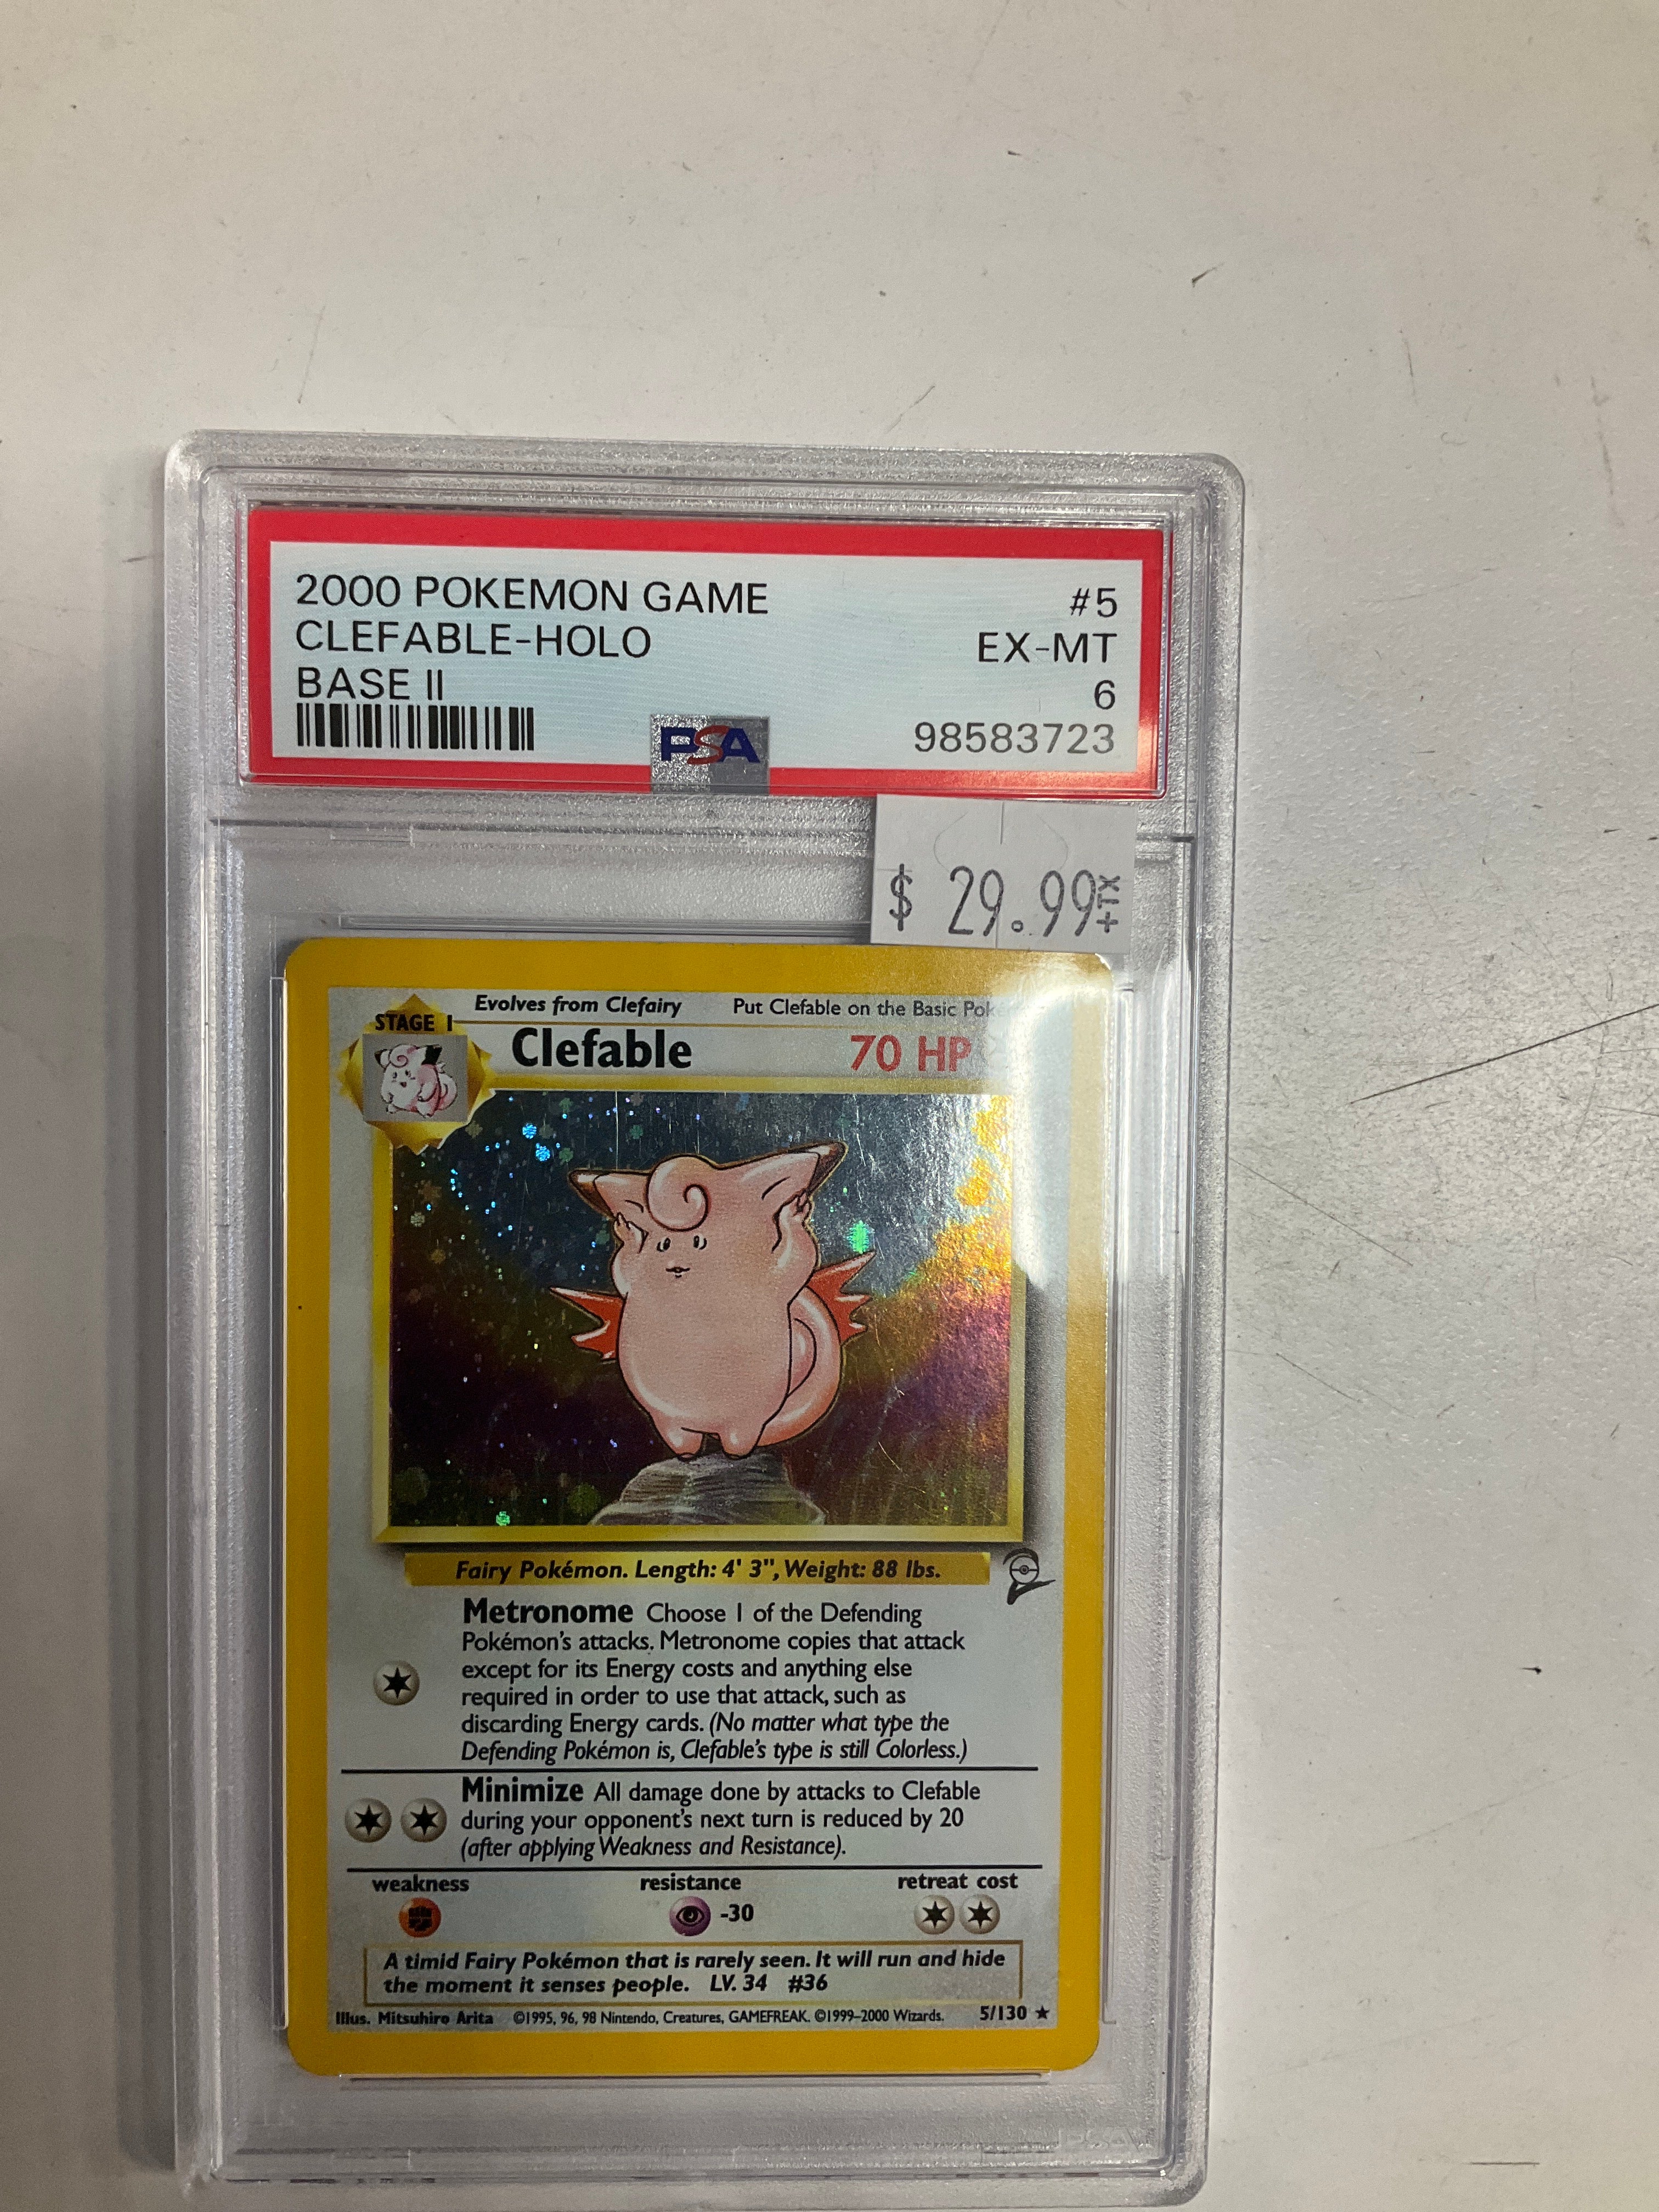 2000 POKEMON GAME #5
CLEFABLE-HOLO EX-MT
BASE II 6
98583723
PSA
$ 29.99+TX
Evolves from Clefairy Put Clefable on the Basic
STAGE 1
Clefable 70 HP
Fairy Pokémon. Length: 4' 3", Weight: 88 lbs.
Metronome Choose 1 of the Defending
Pokémon's attacks. Metronome copies that attack
except for its Energy costs and anything else
required in order to use that attack, such as
discarding Energy cards. (No matter what type the
Defending Pokémon is, Clefable's type is still Colorless.)
Minimize All damage done by attacks to Clefable
during your opponent's next turn is reduced by 20
(after applying Weakness and Resistance).
weakness resistance retreat cost
-30
A timid Fairy Pokémon that is rarely seen. It will run and hide
the moment it senses people. LV. 34 #36
Illus. Mitsuhiro Arita ©1995, 96, 98 Nintendo, Creatures, GAMEFREAK. ©1999–2000 Wizards. 5/130 ★